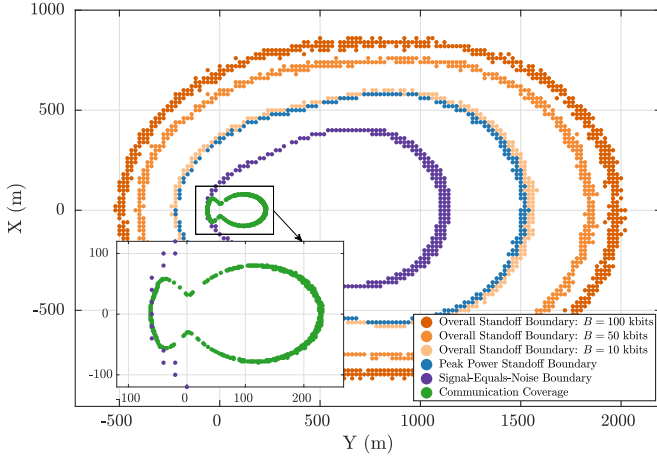 1000
500
0
-500
X (m)
100
0
-100
-100
0
100
200
Overall Standoff Boundary: B = 100 kbits
Overall Standoff Boundary: B = 50 kbits
Overall Standoff Boundary: B = 10 kbits
Peak Power Standoff Boundary
Signal-Equals-Noise Boundary
Communication Coverage
-500
0
500
1000
1500
2000
Y (m)